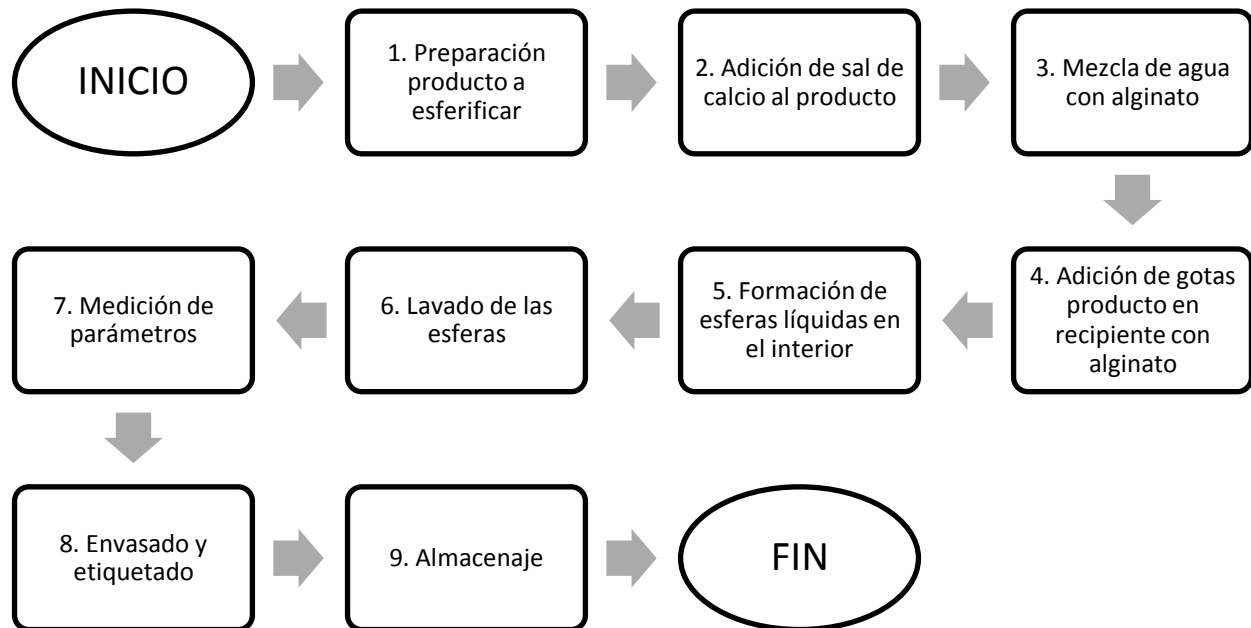 INICIO
1. Preparación
producto a
esferificar
2. Adición de sal de
calcio al producto
3. Mezcla de agua
con alginato
4. Adición de gotas
producto en
recipiente con
alginato
5. Formación de
esferas líquidas en
el interior
6. Lavado de las
esferas
7. Medición de
parámetros
8. Envasado y
etiquetado
9. Almacenaje
FIN